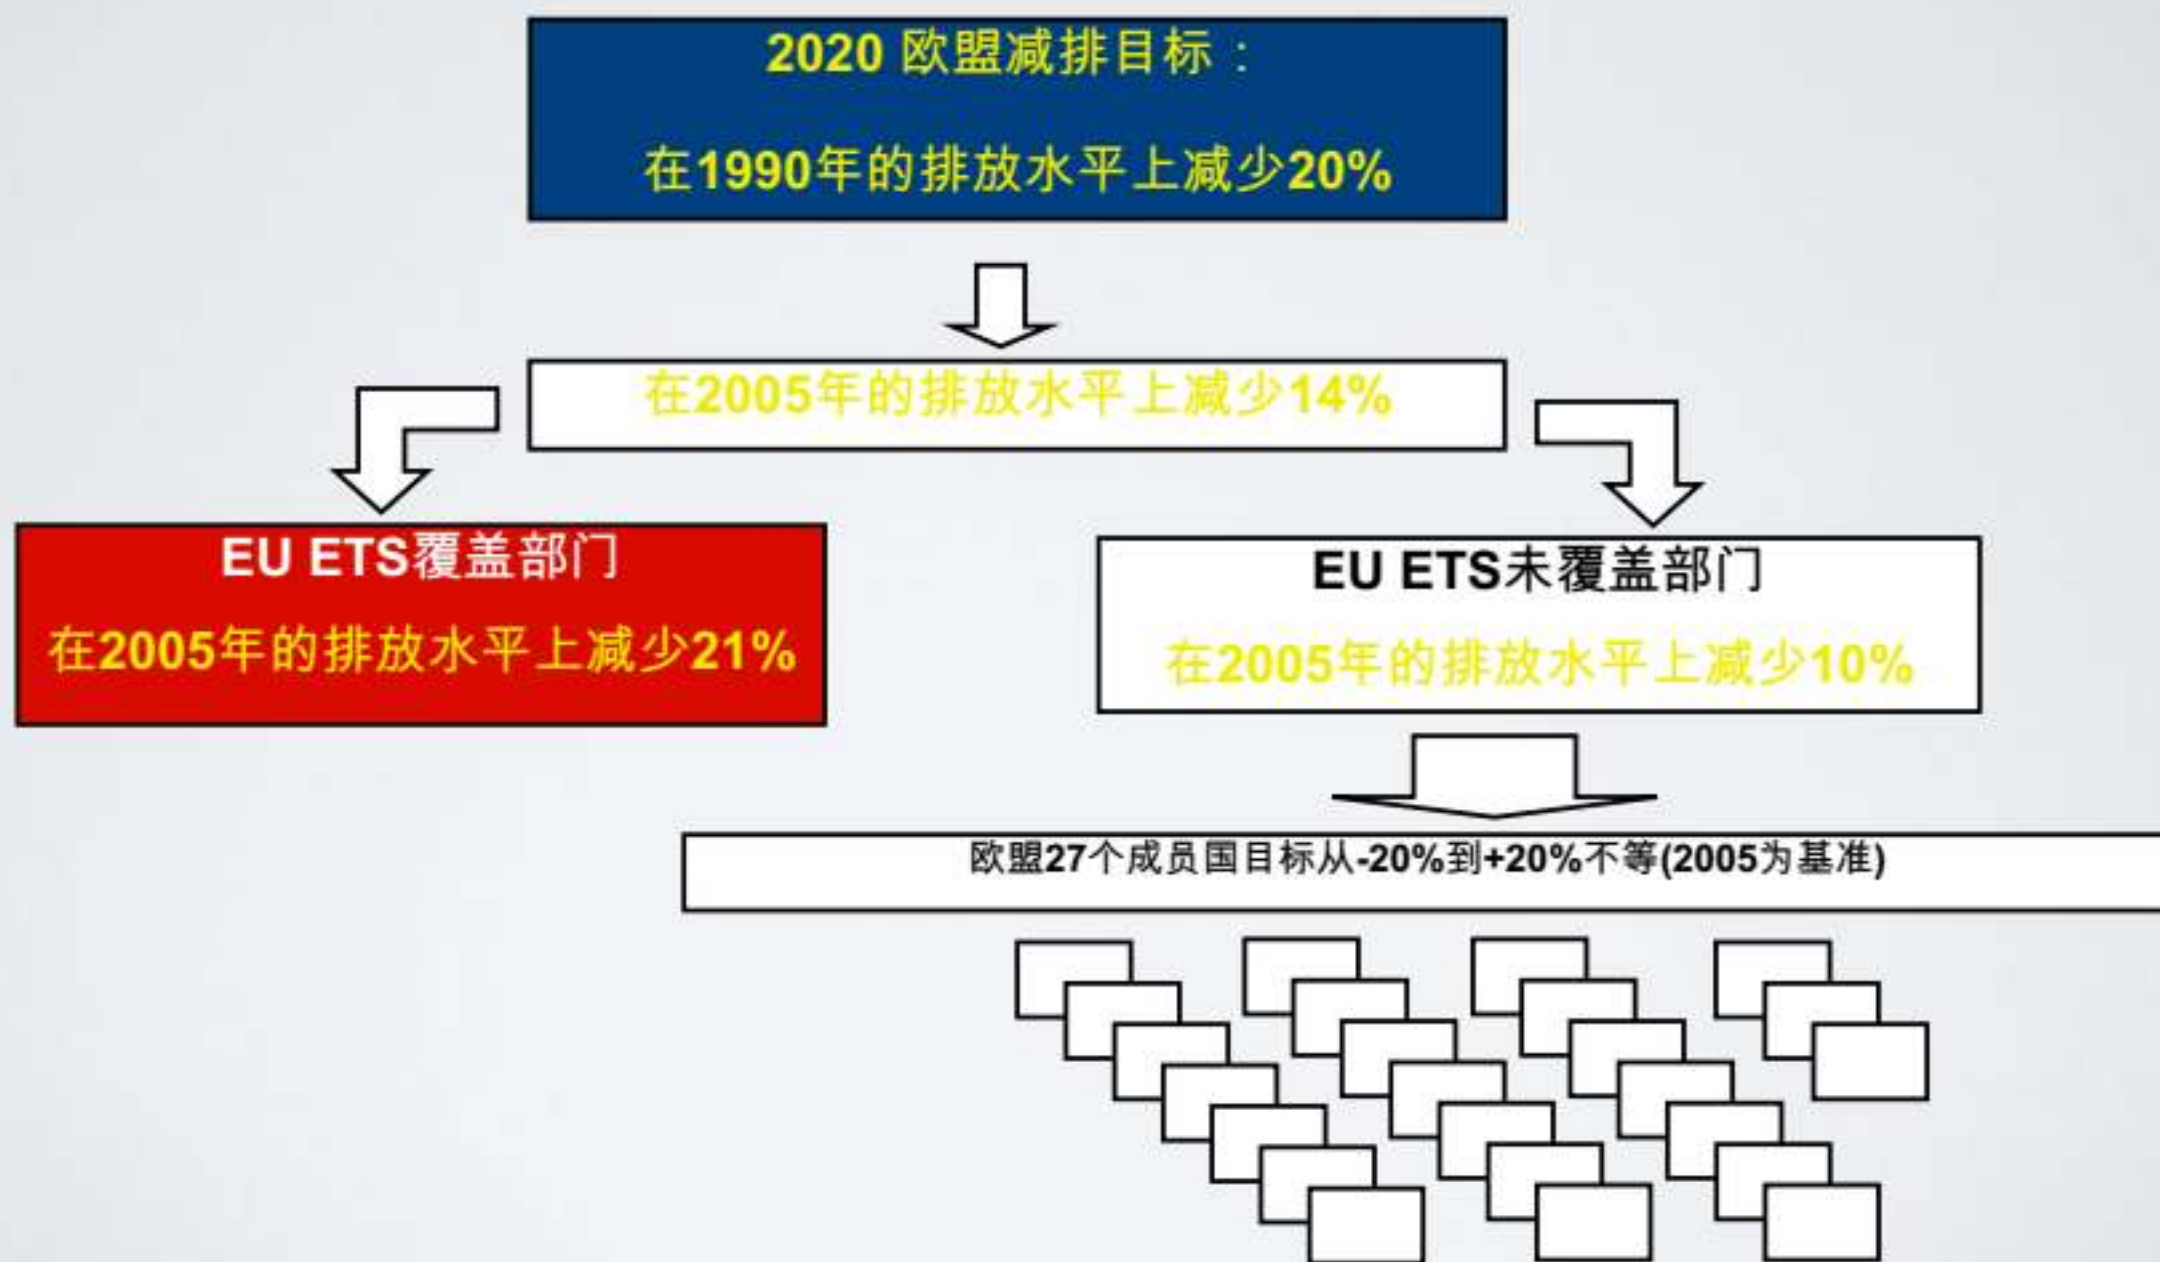 2020 欧盟减排目标：
在1990年的排放水平上减少20%
在2005年的排放水平上减少14%
EU ETS覆盖部门
在2005年的排放水平上减少21%
EU ETS未覆盖部门
在2005年的排放水平上减少10%
欧盟27个成员国目标从-20%到+20%不等(2005为基准)